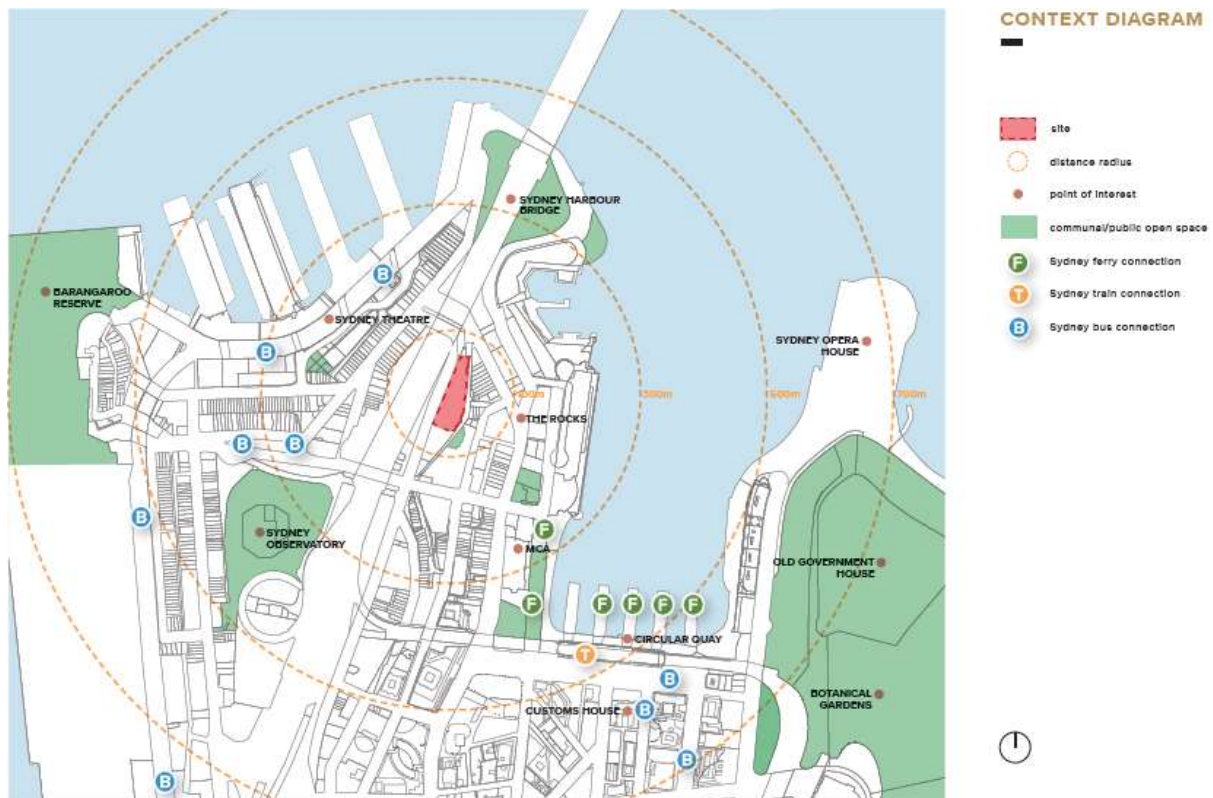 CONTEXT DIAGRAM
site
distance radius
point of interest
communal/public open space
F
Sydney ferry connection
T
Sydney train connection
B
Sydney bus connection
SYDNEY HARBOUR
BRIDGE
B
BARANGAROO
RESERVE
SYDNEY THEATRE
B
SYDNEY OPERA
HOUSE
100m
300m
500m
700m
THE ROCKS
B
B
B
SYDNEY
OBSERVATORY
F
MCA
OLD GOVERNMENT
HOUSE
F
F
F
F
F
CIRCULAR QUAY
T
B
BOTANICAL
GARDENS
CUSTOMS HOUSE
B
B
B